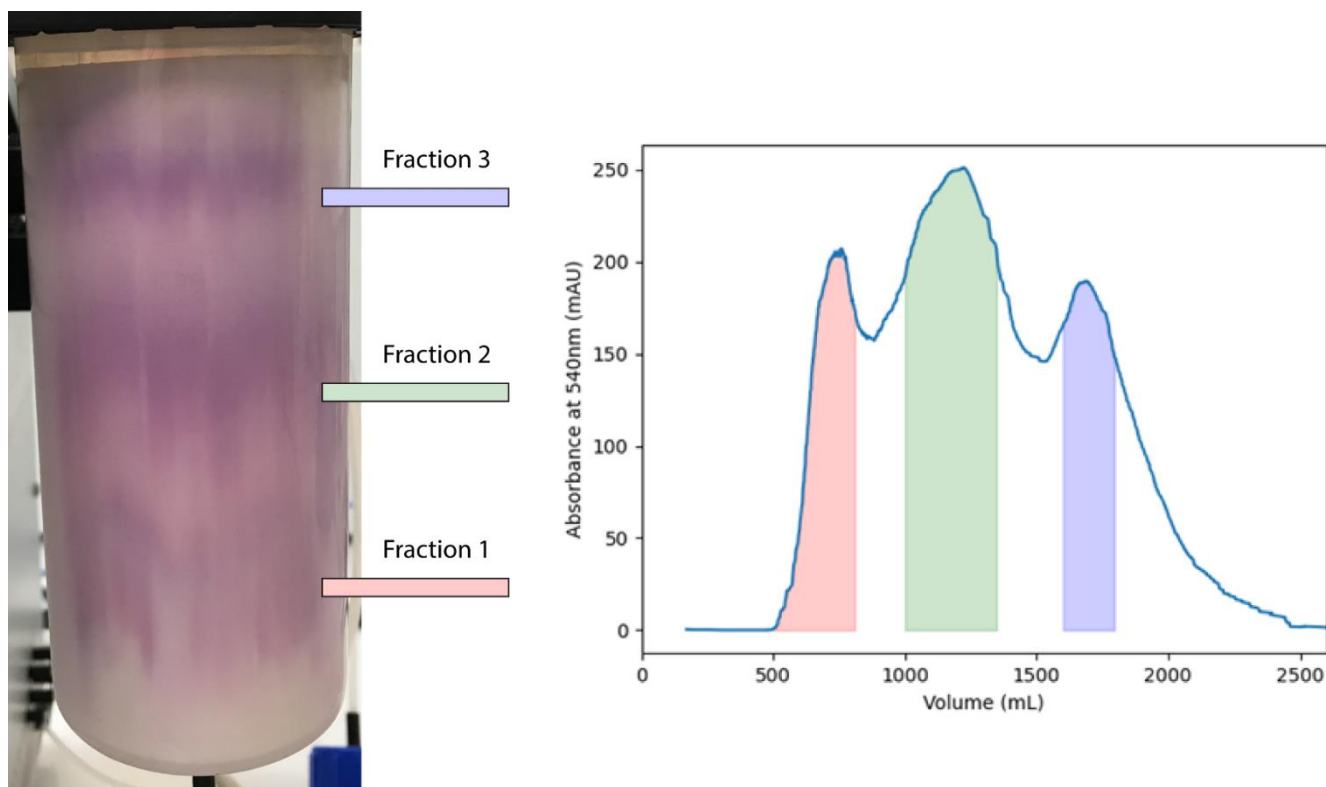 Fraction 3
Fraction 2
Fraction 1
Absorbance at 540nm (mAU)
250
200
150
100
50
0
0 500 1000 1500 2000 2500
Volume (mL)